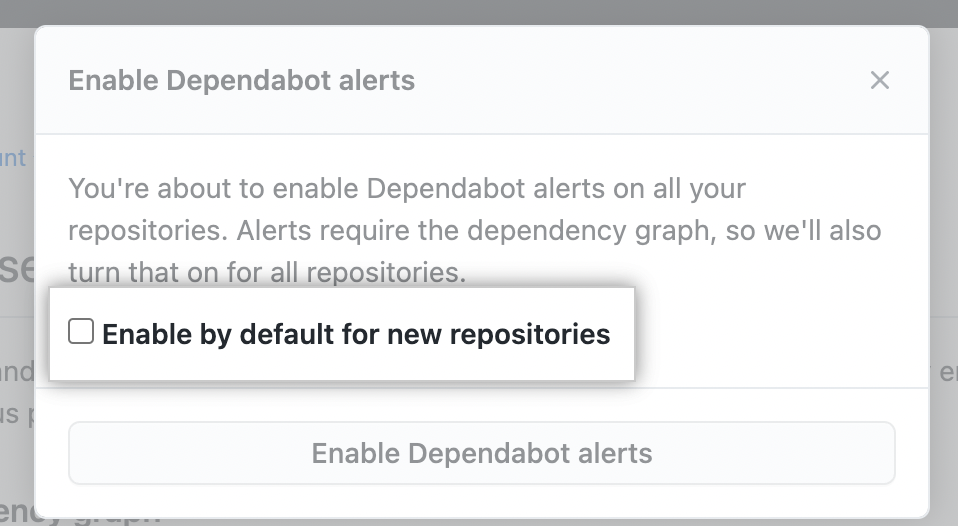 Enable Dependabot alerts
unt
You're about to enable Dependabot alerts on all your
repositories. Alerts require the dependency graph, so we'll also
turn that on for all repositories.
Enable by default for new repositories
Enable Dependabot alerts
graph